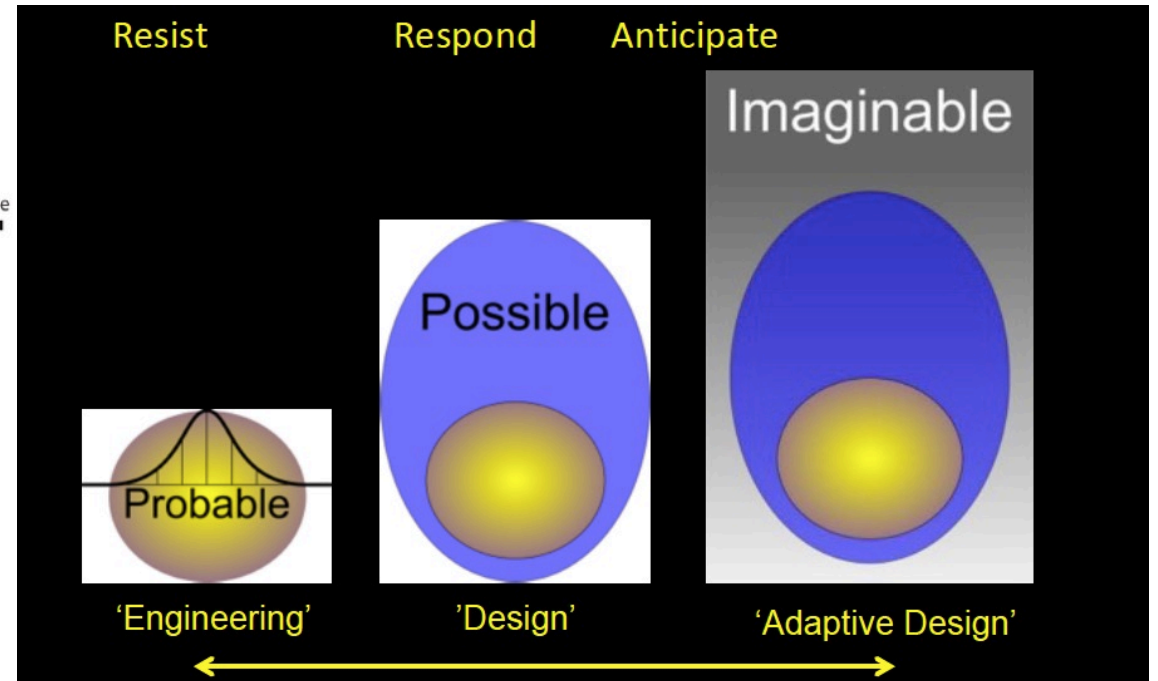 Resist Respond Anticipate
Imaginable
e
Possible
Probable
‘Engineering’ ’Design’ ‘Adaptive Design’